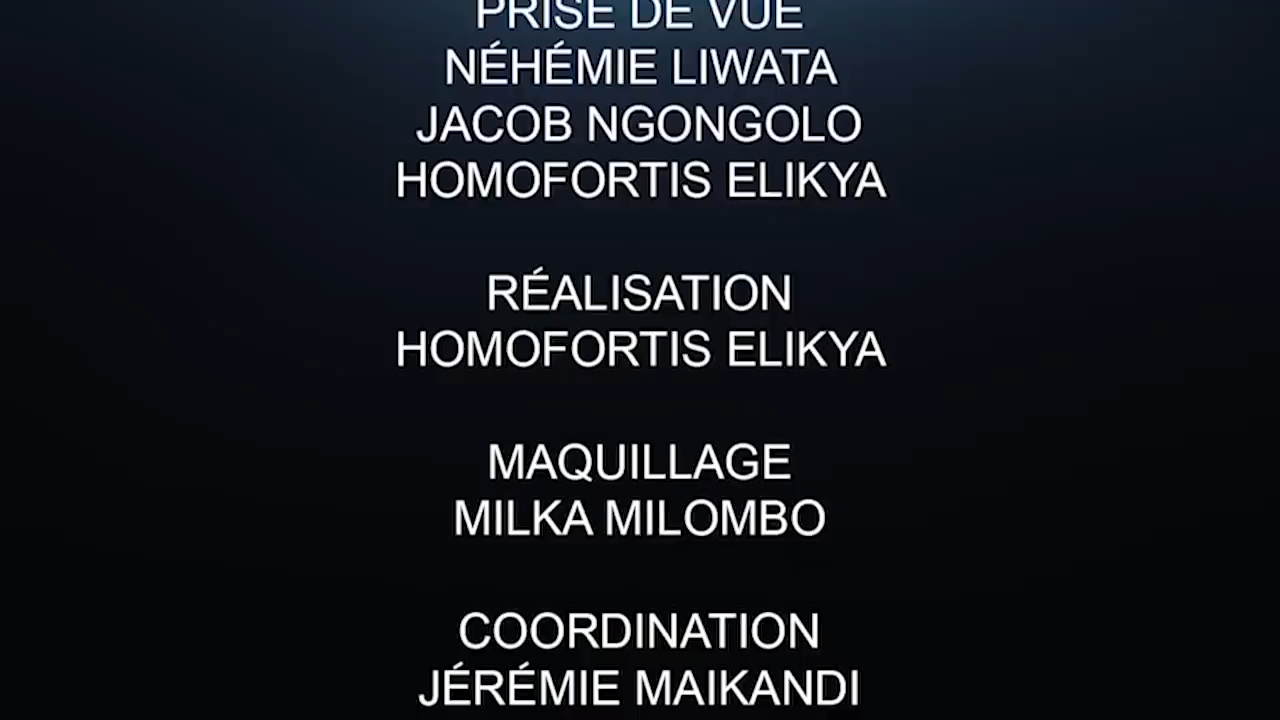 PRISE DE VUE
NÉHÉMIE LIWATA
JACOB NGONGOLO
HOMOFORTIS ELIKYA
RÉALISATION
HOMOFORTIS ELIKYA
MAQUILLAGE
MILKA MILOMBO
COORDINATION
JÉRÉMIE MAIKANDI